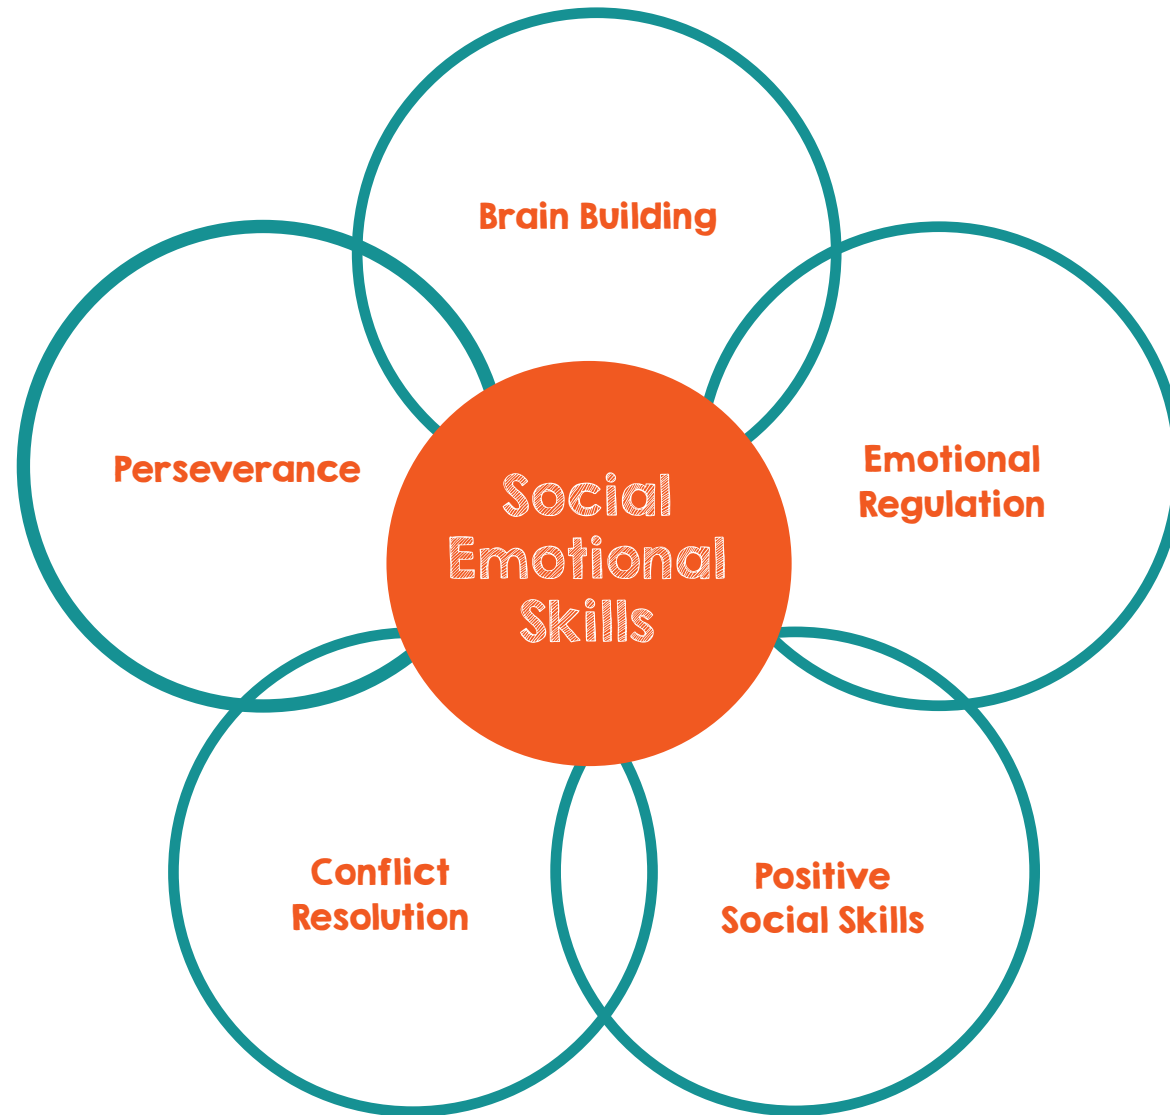 Brain Building
Perseverance
Emotional
Regulation
Social
Emotional
Skills
Conflict
Resolution
Positive
Social Skills